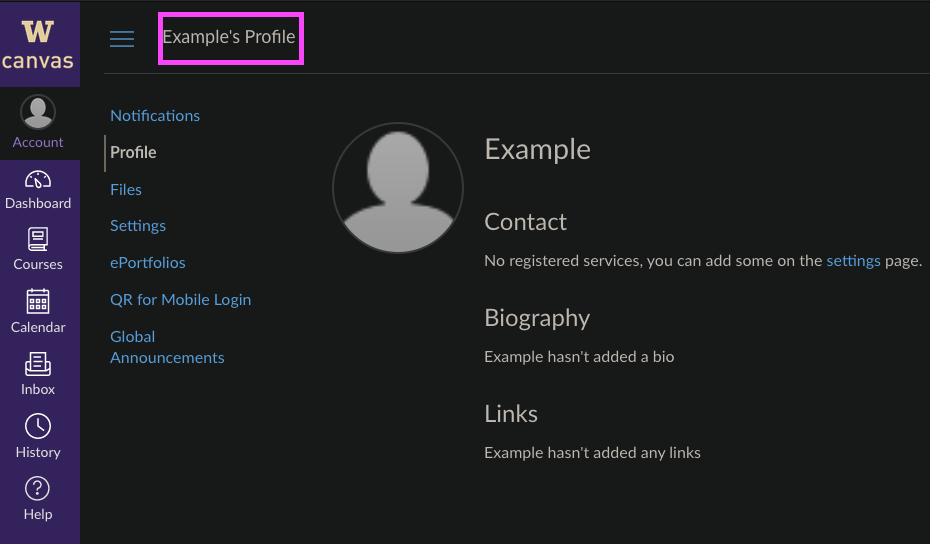 W
canvas
Account
Dashboard
Courses
Calendar
Inbox
History
Help
Example's Profile
Notifications
Profile
Files
Settings
ePortfolios
QR for Mobile Login
Global
Announcements
Example
Contact
No registered services, you can add some on the settings page.
Biography
Example hasn't added a bio
Links
Example hasn't added any links